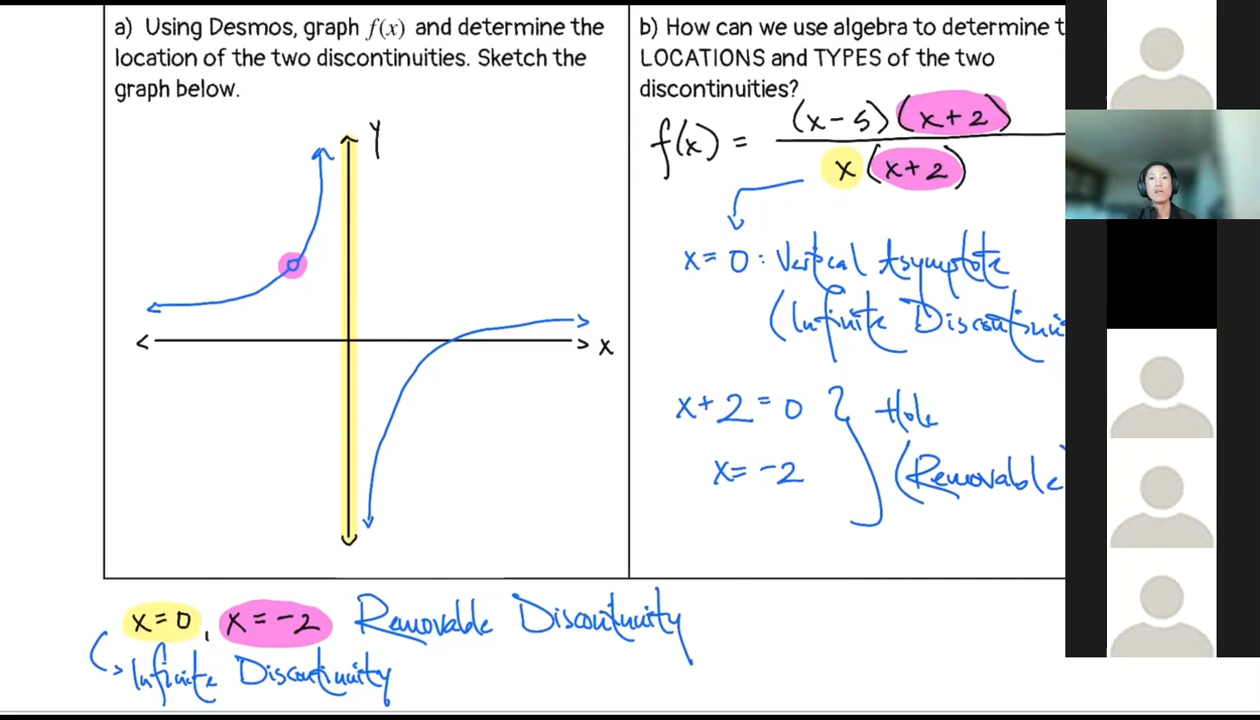 a) Using Desmos, graph f(x) and determine the
location of the two discontinuities. Sketch the
graph below.
Y
X
b) How can we use algebra to determine t
LOCATIONS and TYPES of the two
discontinuities?
f(x) = (x-5)(x+2)
x(x+2)
x=0: Vertical Asymptote
(Infinite Discontinui
x+2=0 } Hole
x=-2 (Removable
x=0, x=-2 Removable Discontinuity
Infinite Discontinuity